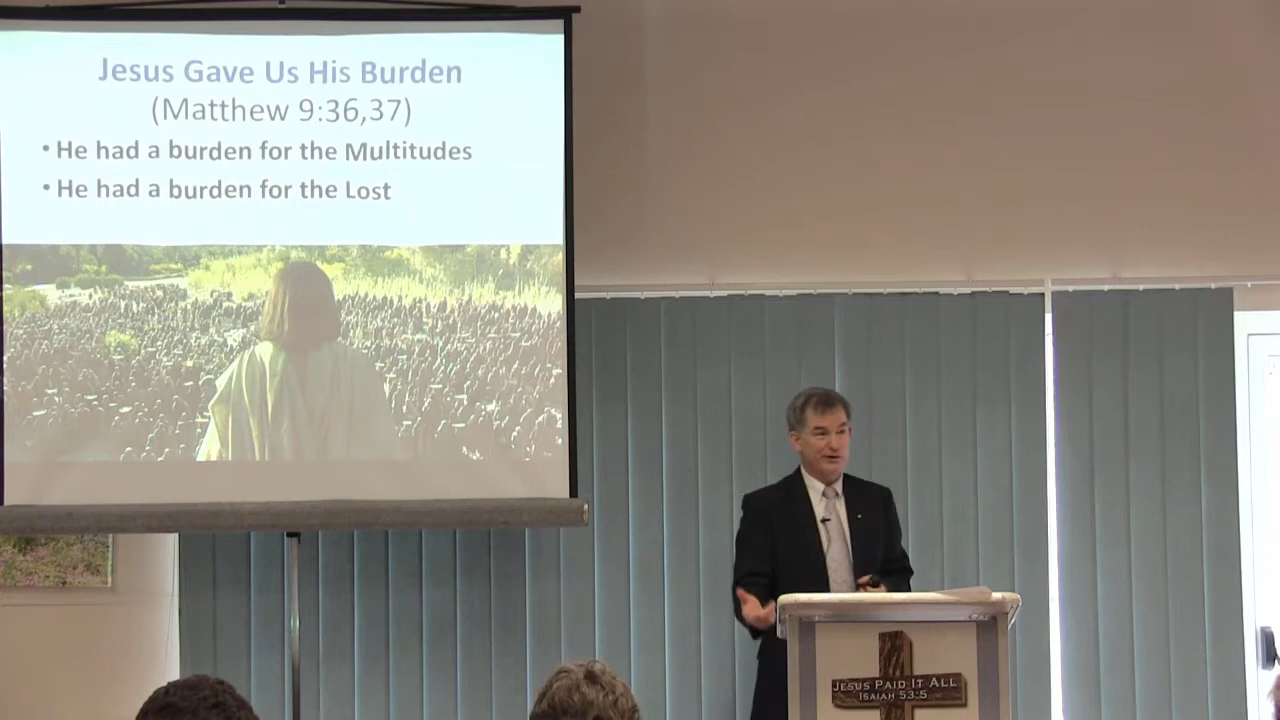 Jesus Gave Us His Burden
(Matthew 9:36,37)
• He had a burden for the Multitudes
• He had a burden for the Lost
JESUS PAID IT ALL
ISAIAH 53:5